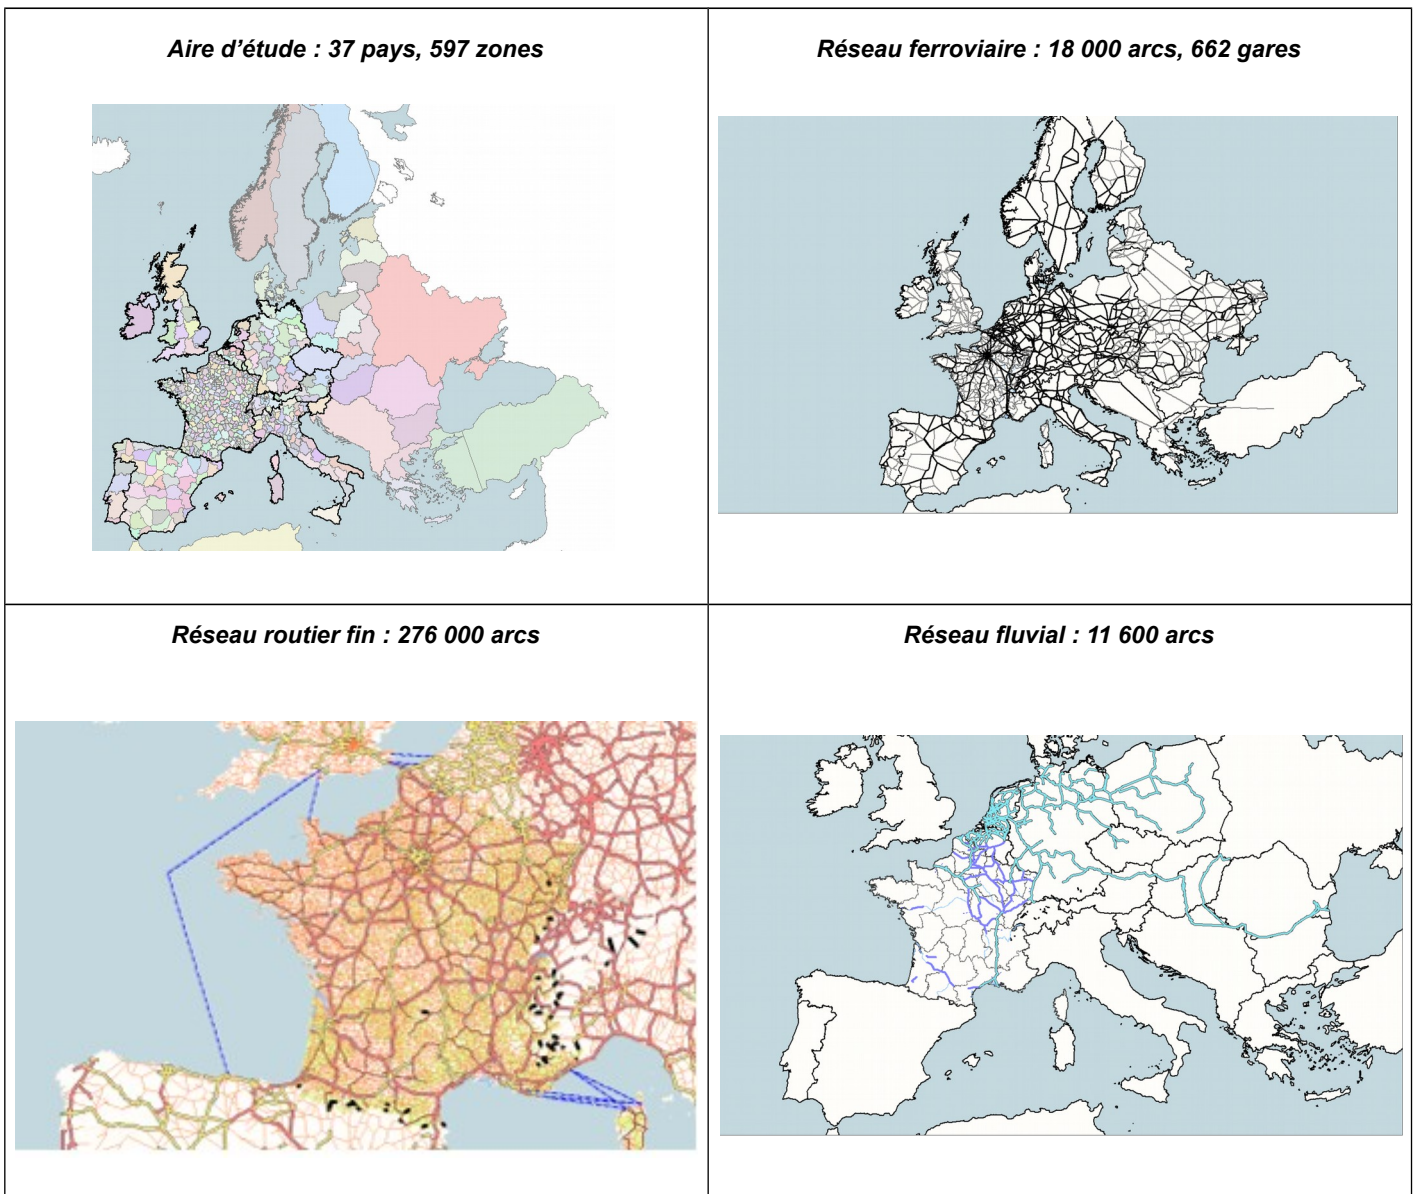 Aire d’étude : 37 pays, 597 zones
Réseau ferroviaire : 18 000 arcs, 662 gares
Réseau routier fin : 276 000 arcs
Réseau fluvial : 11 600 arcs